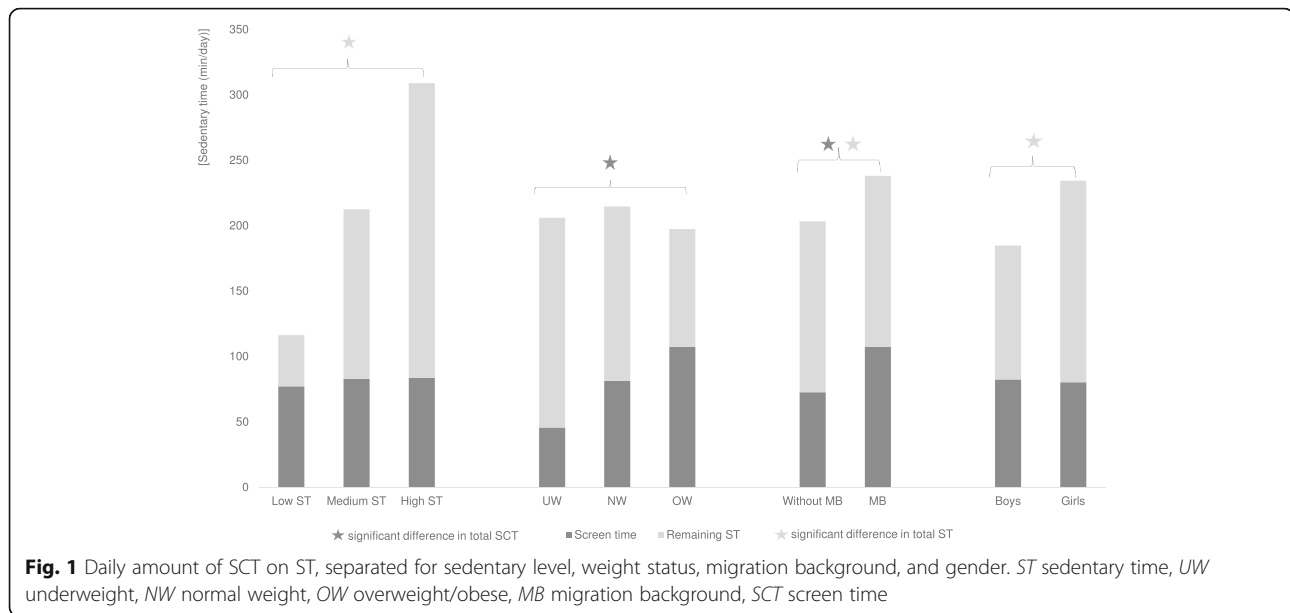 [Sedentary time (min/day)]
350
300
250
200
150
100
50
0
Low ST Medium ST High ST UW NW OW Without MB MB Boys Girls
significant difference in total SCT Screen time Remaining ST significant difference in total ST
Fig. 1 Daily amount of SCT on ST, separated for sedentary level, weight status, migration background, and gender. ST sedentary time, UW
underweight, NW normal weight, OW overweight/obese, MB migration background, SCT screen time